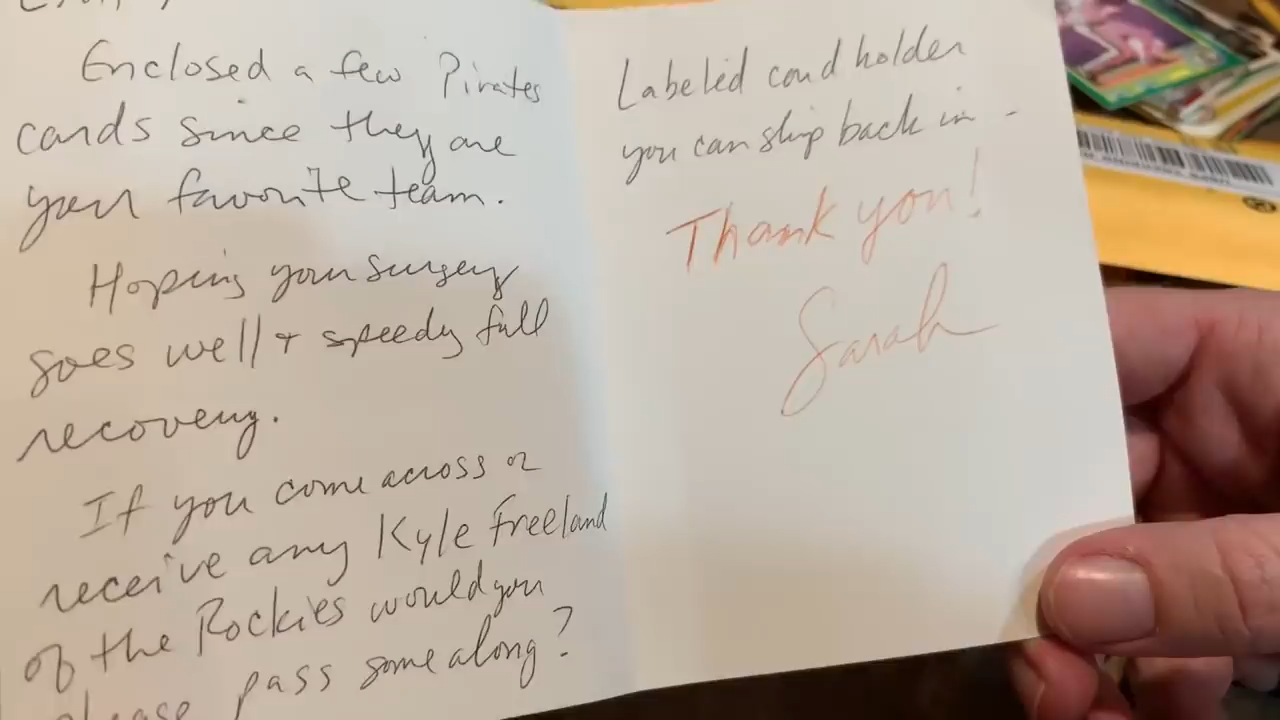 Enclosed a few Pirates
cards since they are
your favorite team.
Hoping your surgery
goes well + speedy full
recovery.
If you come across or
receive any Kyle Freeland
of the Rockies would you
please pass some along?
Labeled card holder
you can slip back in -
Thank you!
Sarah